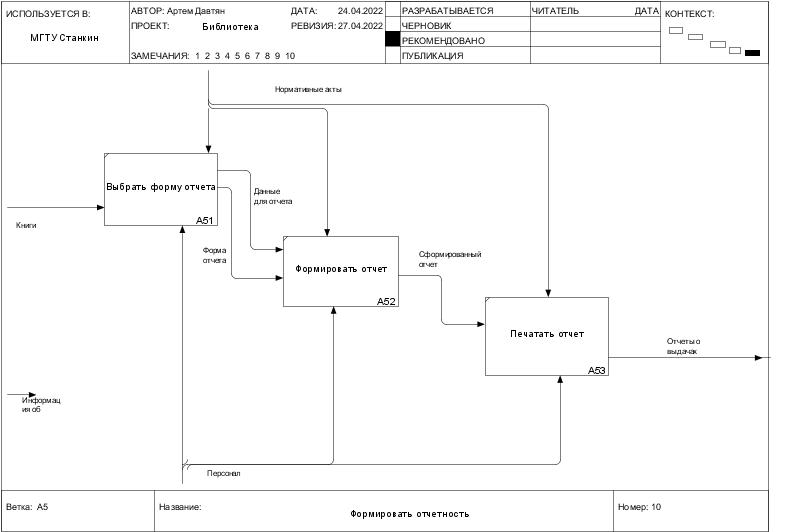 ИСПОЛЬЗУЕТСЯ В:
МГТУ Станкин
АВТОР: Артем Давтян
ДАТА: 24.04.2022
ПРОЕКТ: Библиотека
РЕВИЗИЯ: 27.04.2022
ЗАМЕЧАНИЯ: 1 2 3 4 5 6 7 8 9 10
РАЗРАБАТЫВАЕТСЯ
ЧЕРНОВИК
РЕКОМЕНДОВАНО
ПУБЛИКАЦИЯ
ЧИТАТЕЛЬ
ДАТА
КОНТЕКСТ:
Нормативные акты
Выбрать форму отчета
A51
Данные
для отчета
Книги
Форма
отчета
Формировать отчет
A52
Сформированный
отчет
Печатать отчет
A53
Отчеты о
выдачах
Информац
ия об
Персонал
Ветка: A5
Название:
Формировать отчетность
Номер: 10